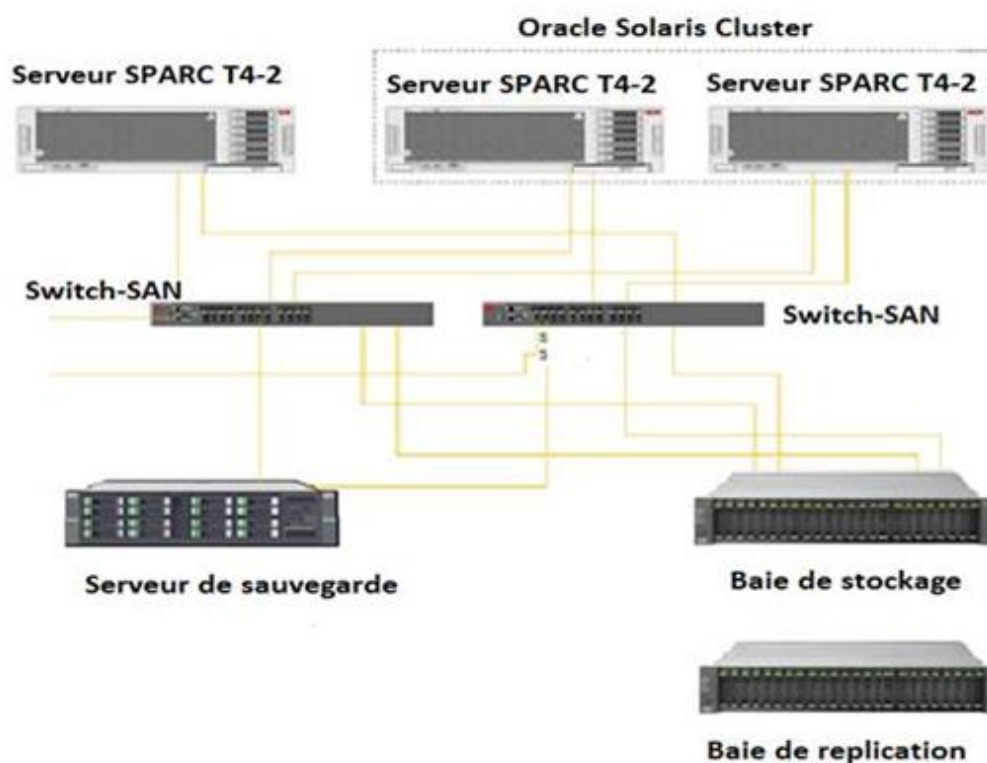 Oracle Solaris Cluster
Serveur SPARC T4-2
Serveur SPARC T4-2
Serveur SPARC T4-2
Switch-SAN
Switch-SAN
Serveur de sauvegarde
Baie de stockage
Baie de replication